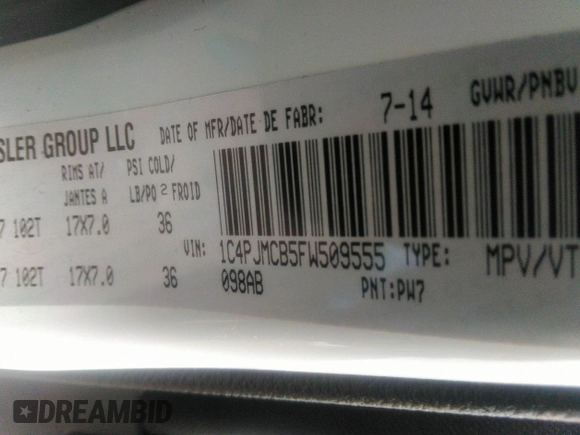 SLER GROUP LLC DATE OF MFR/DATE DE FABR: 7-14 GVWR/PNBV
RIMS AT/ PSI COLD/
JANTES A LB/PO2 FROID
7 102T 17X7.0 36
VIN: 1C4PJMCB5FW509555 TYPE: MPV/VT
7 102T 17X7.0 36 098AB PNT:PW7
DREAMBID